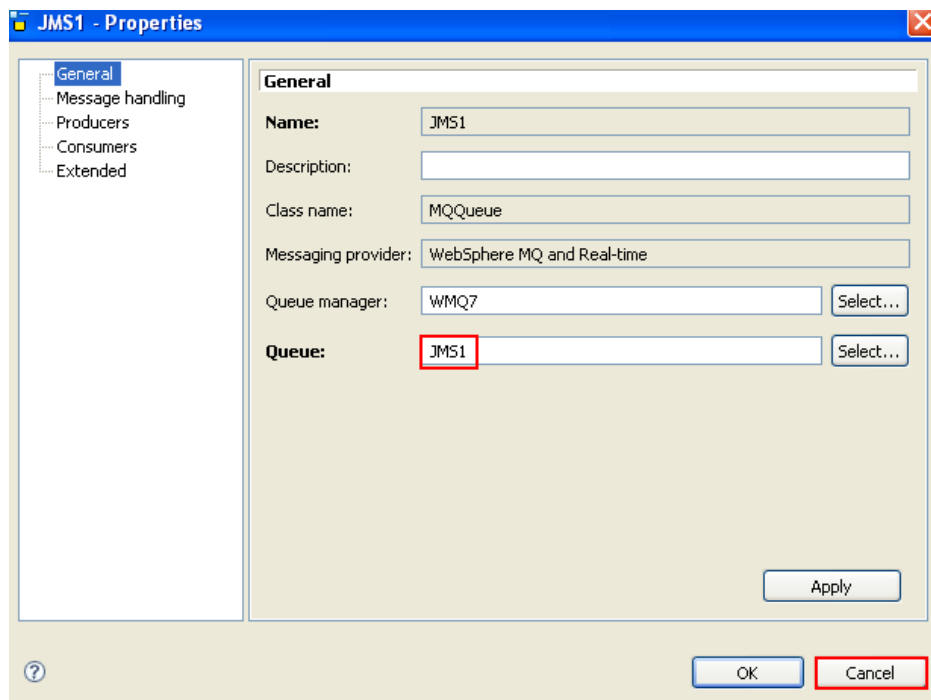 JMS1 - Properties
General
Message handling
Producers
Consumers
Extended
General
Name: JMS1
Description:
Class name: MQQueue
Messaging provider: WebSphere MQ and Real-time
Queue manager: WMQ7 Select...
Queue: JMS1 Select...
Apply
? OK Cancel